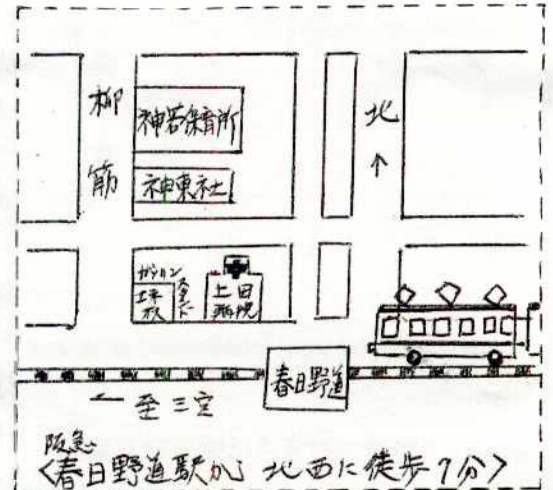 柳筋
神若保育所
神東社
北
↑
ガソリン
スタンド
上田
病院
春日野道
← 至 三宮
阪急
〈春日野道駅から 北西に徒歩7分〉